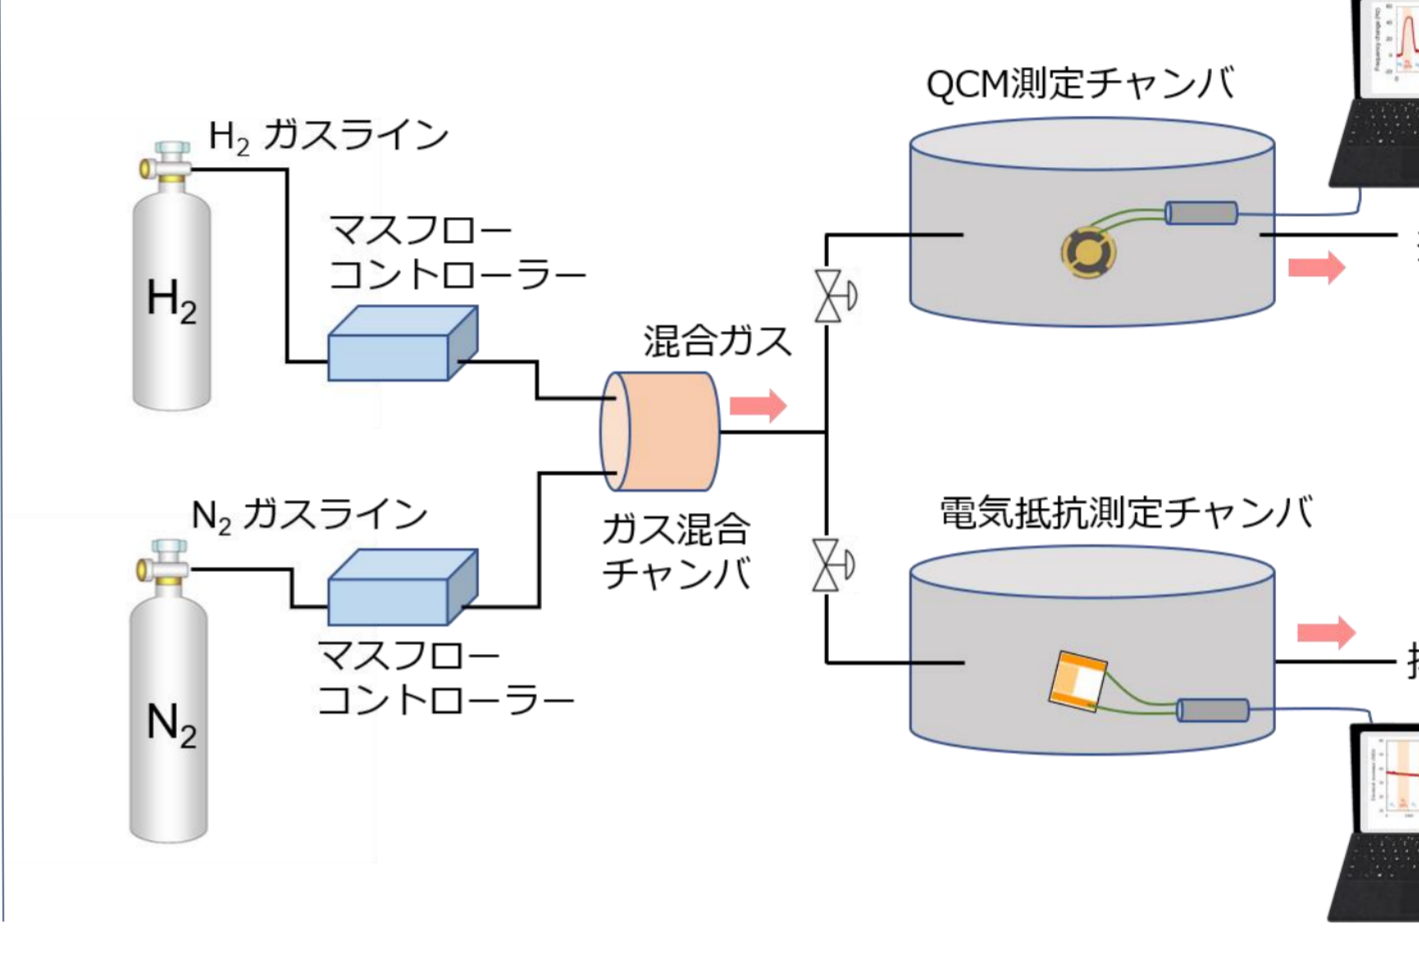 QCM測定チャンバ
H₂ ガスライン
マスフロー
コントローラー
H₂
混合ガス
N₂ ガスライン
ガス混合
チャンバ
電気抵抗測定チャンバ
マスフロー
コントローラー
N₂